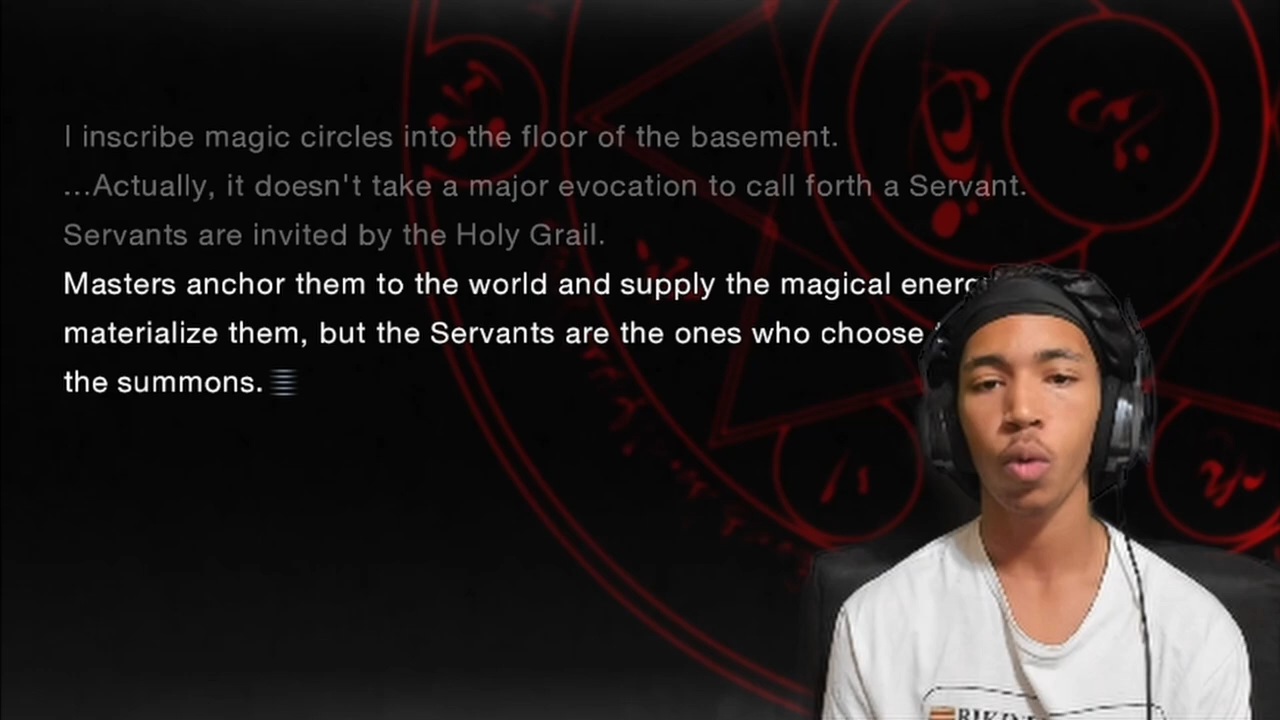 I inscribe magic circles into the floor of the basement.
...Actually, it doesn't take a major evocation to call forth a Servant.
Servants are invited by the Holy Grail.
Masters anchor them to the world and supply the magical
materialize them, but the Servants are the ones who choose
the summons.